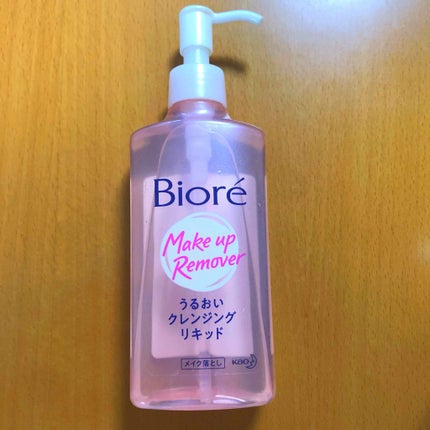 Bioré
Make up
Remover
うるおい
クレンジング
リキッド
メイク落とし Kao